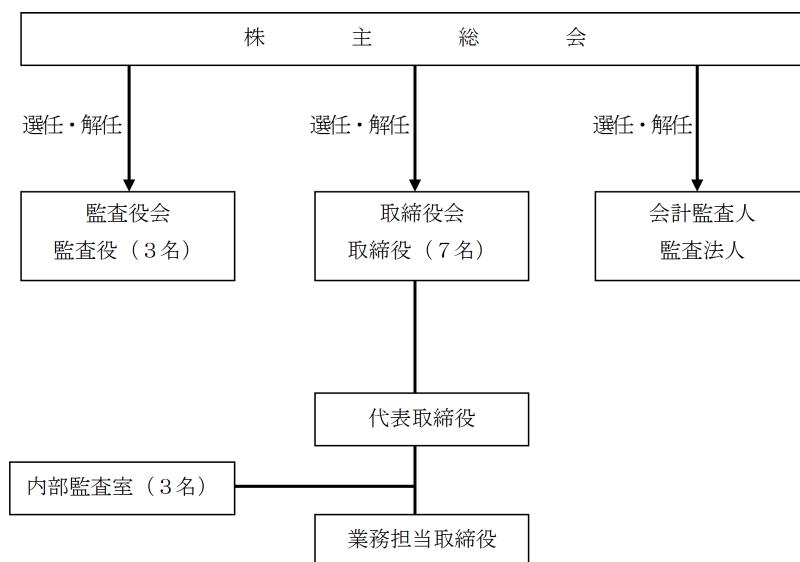 株主総会
選任・解任
選任・解任
選任・解任
監査役会
監査役（３名）
取締役会
取締役（７名）
会計監査人
監査法人
代表取締役
内部監査室（３名）
業務担当取締役